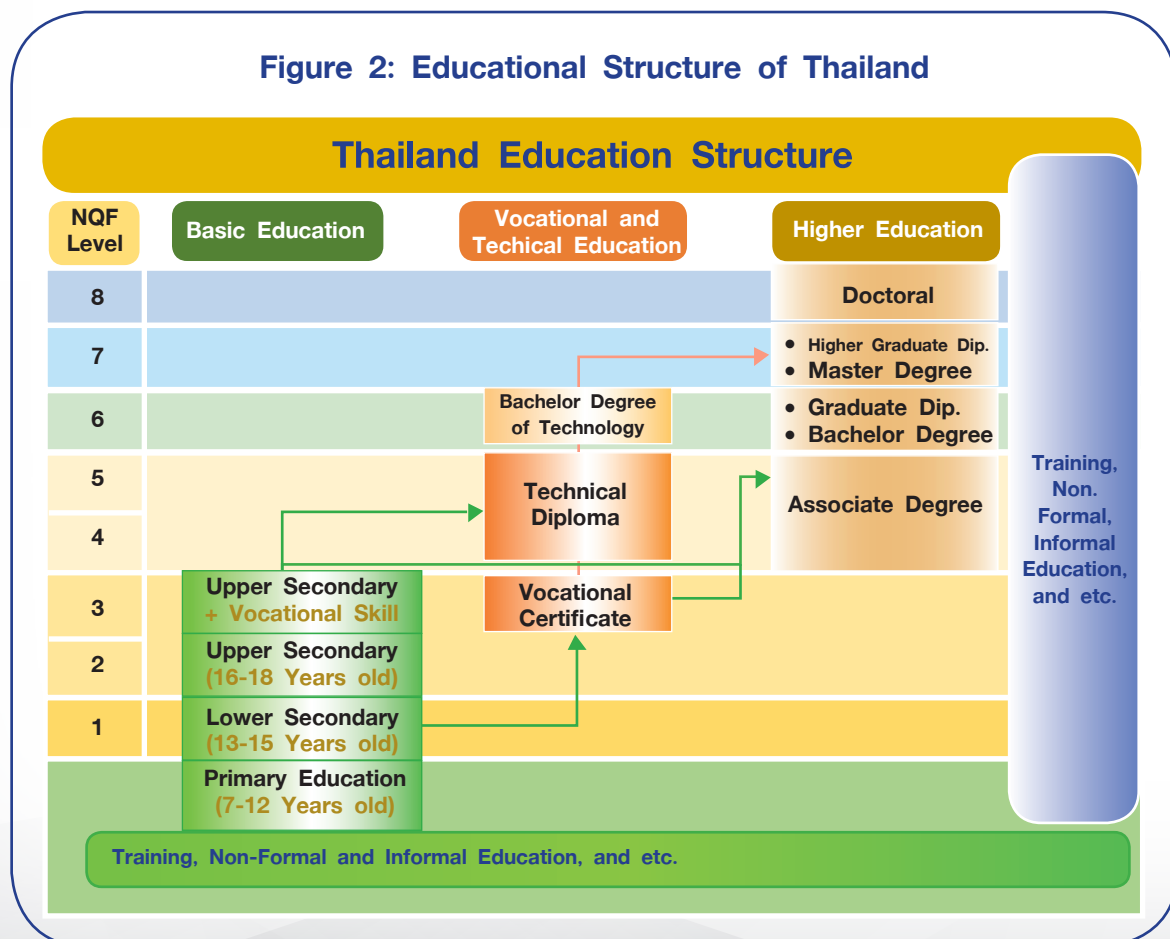 Figure 2: Educational Structure of Thailand
Thailand Education Structure
NQF
Level
Basic Education
Vocational and
Techical Education
Higher Education
8
Doctoral
7
• Higher Graduate Dip.
• Master Degree
6
Bachelor Degree
of Technology
• Graduate Dip.
• Bachelor Degree
5
4
Technical
Diploma
Associate Degree
3
Upper Secondary
+ Vocational Skill
Vocational
Certificate
2
Upper Secondary
(16-18 Years old)
1
Lower Secondary
(13-15 Years old)
Primary Education
(7-12 Years old)
Training,
Non.
Formal,
Informal
Education,
and etc.
Training, Non-Formal and Informal Education, and etc.